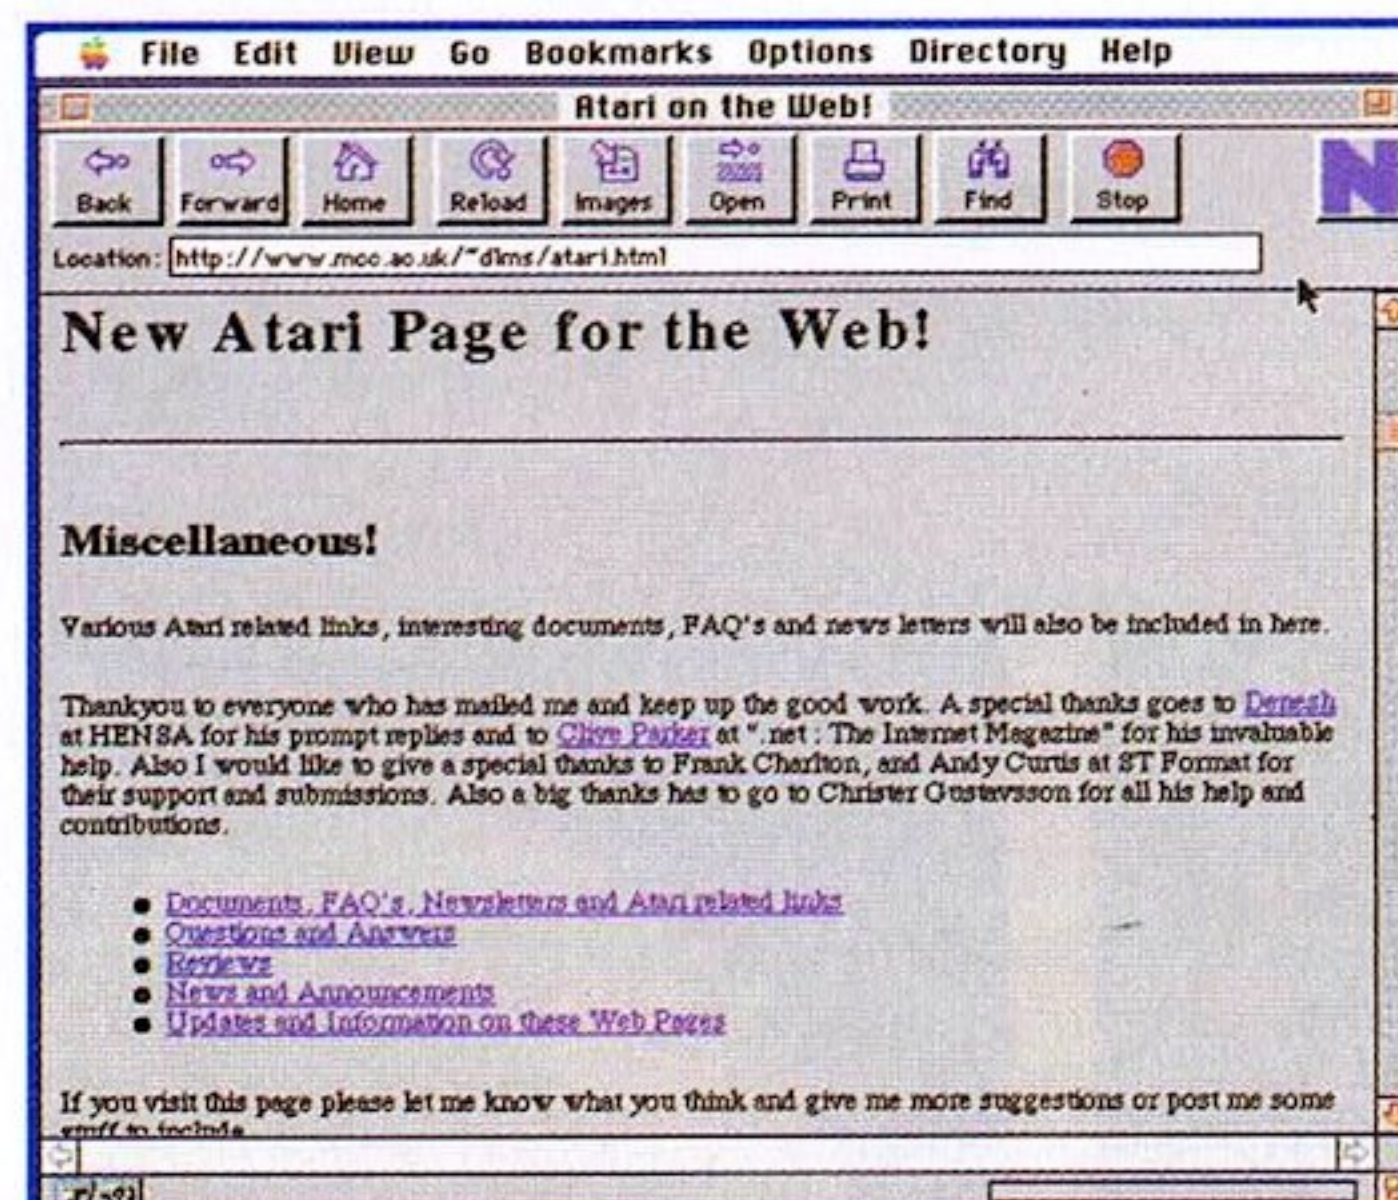 File Edit View Go Bookmarks Options Directory Help
Atari on the Web!
Back Forward Home Reload Images Open Print Find Stop
N
Location: http://www.mcc.ac.uk/~dlms/atari.html
New Atari Page for the Web!
Miscellaneous!
Various Atari related links, interesting documents, FAQ's and news letters will also be included in here.
Thankyou to everyone who has mailed me and keep up the good work. A special thanks goes to Denesh
at HENSA for his prompt replies and to Clive Parker at ".net : The Internet Magazine" for his invaluable
help. Also I would like to give a special thanks to Frank Charlton, and Andy Curtis at ST Format for
their support and submissions. Also a big thanks has to go to Christer Gustavsson for all his help and
contributions.
Documents, FAQ's, Newsletters and Atari related links
Questions and Answers
Reviews
News and Announcements
Updates and Information on these Web Pages
If you visit this page please let me know what you think and give me more suggestions or post me some
stuff to include